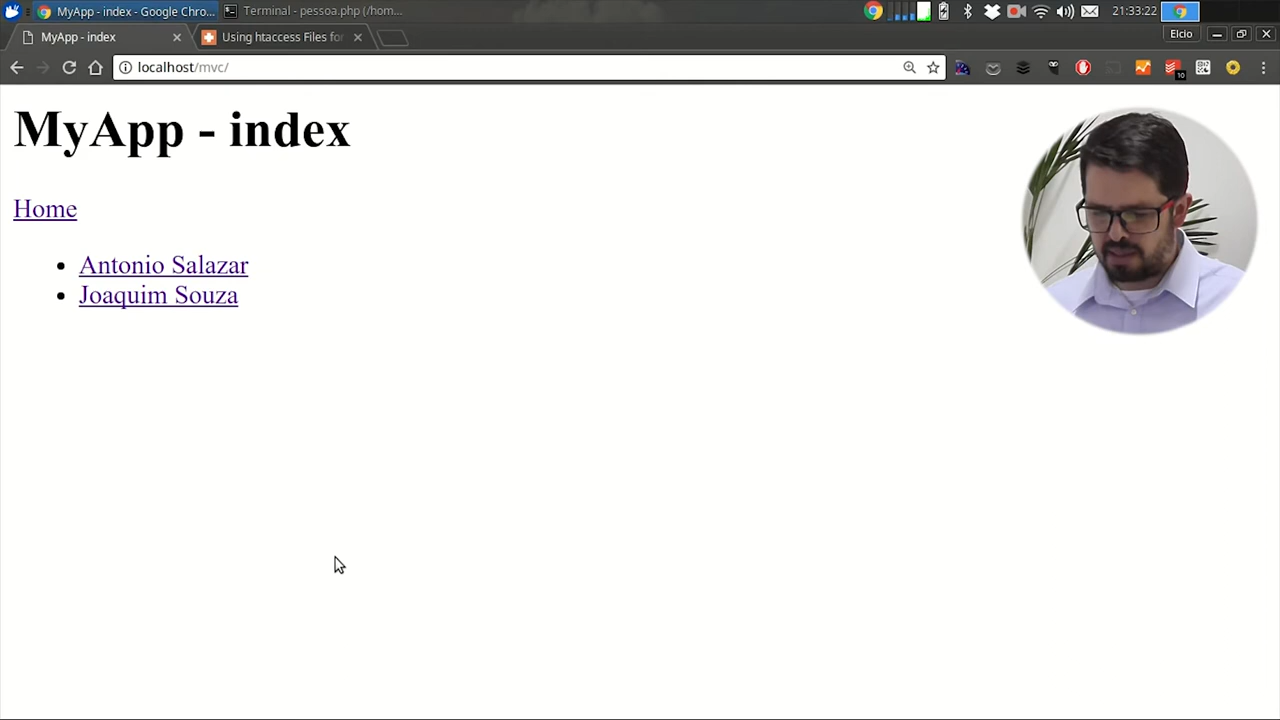 MyApp - index - Google Chro...
Terminal - pessoa.php (/hom...
21:33:22
MyApp - index
Using htaccess Files for
Elcio
localhost/mvc/
10
MyApp - index
Home
Antonio Salazar
Joaquim Souza